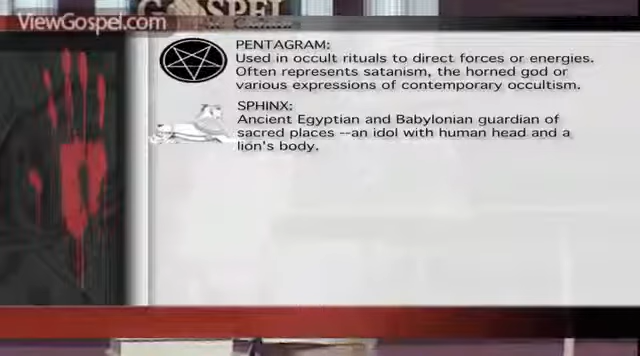 ViewGospel.com
GOSPEL
PENTAGRAM:
Used in occult rituals to direct forces or energies.
Often represents satanism, the horned god or
various expressions of contemporary occultism.
SPHINX:
Ancient Egyptian and Babylonian guardian of
sacred places --an idol with human head and a
lion's body.